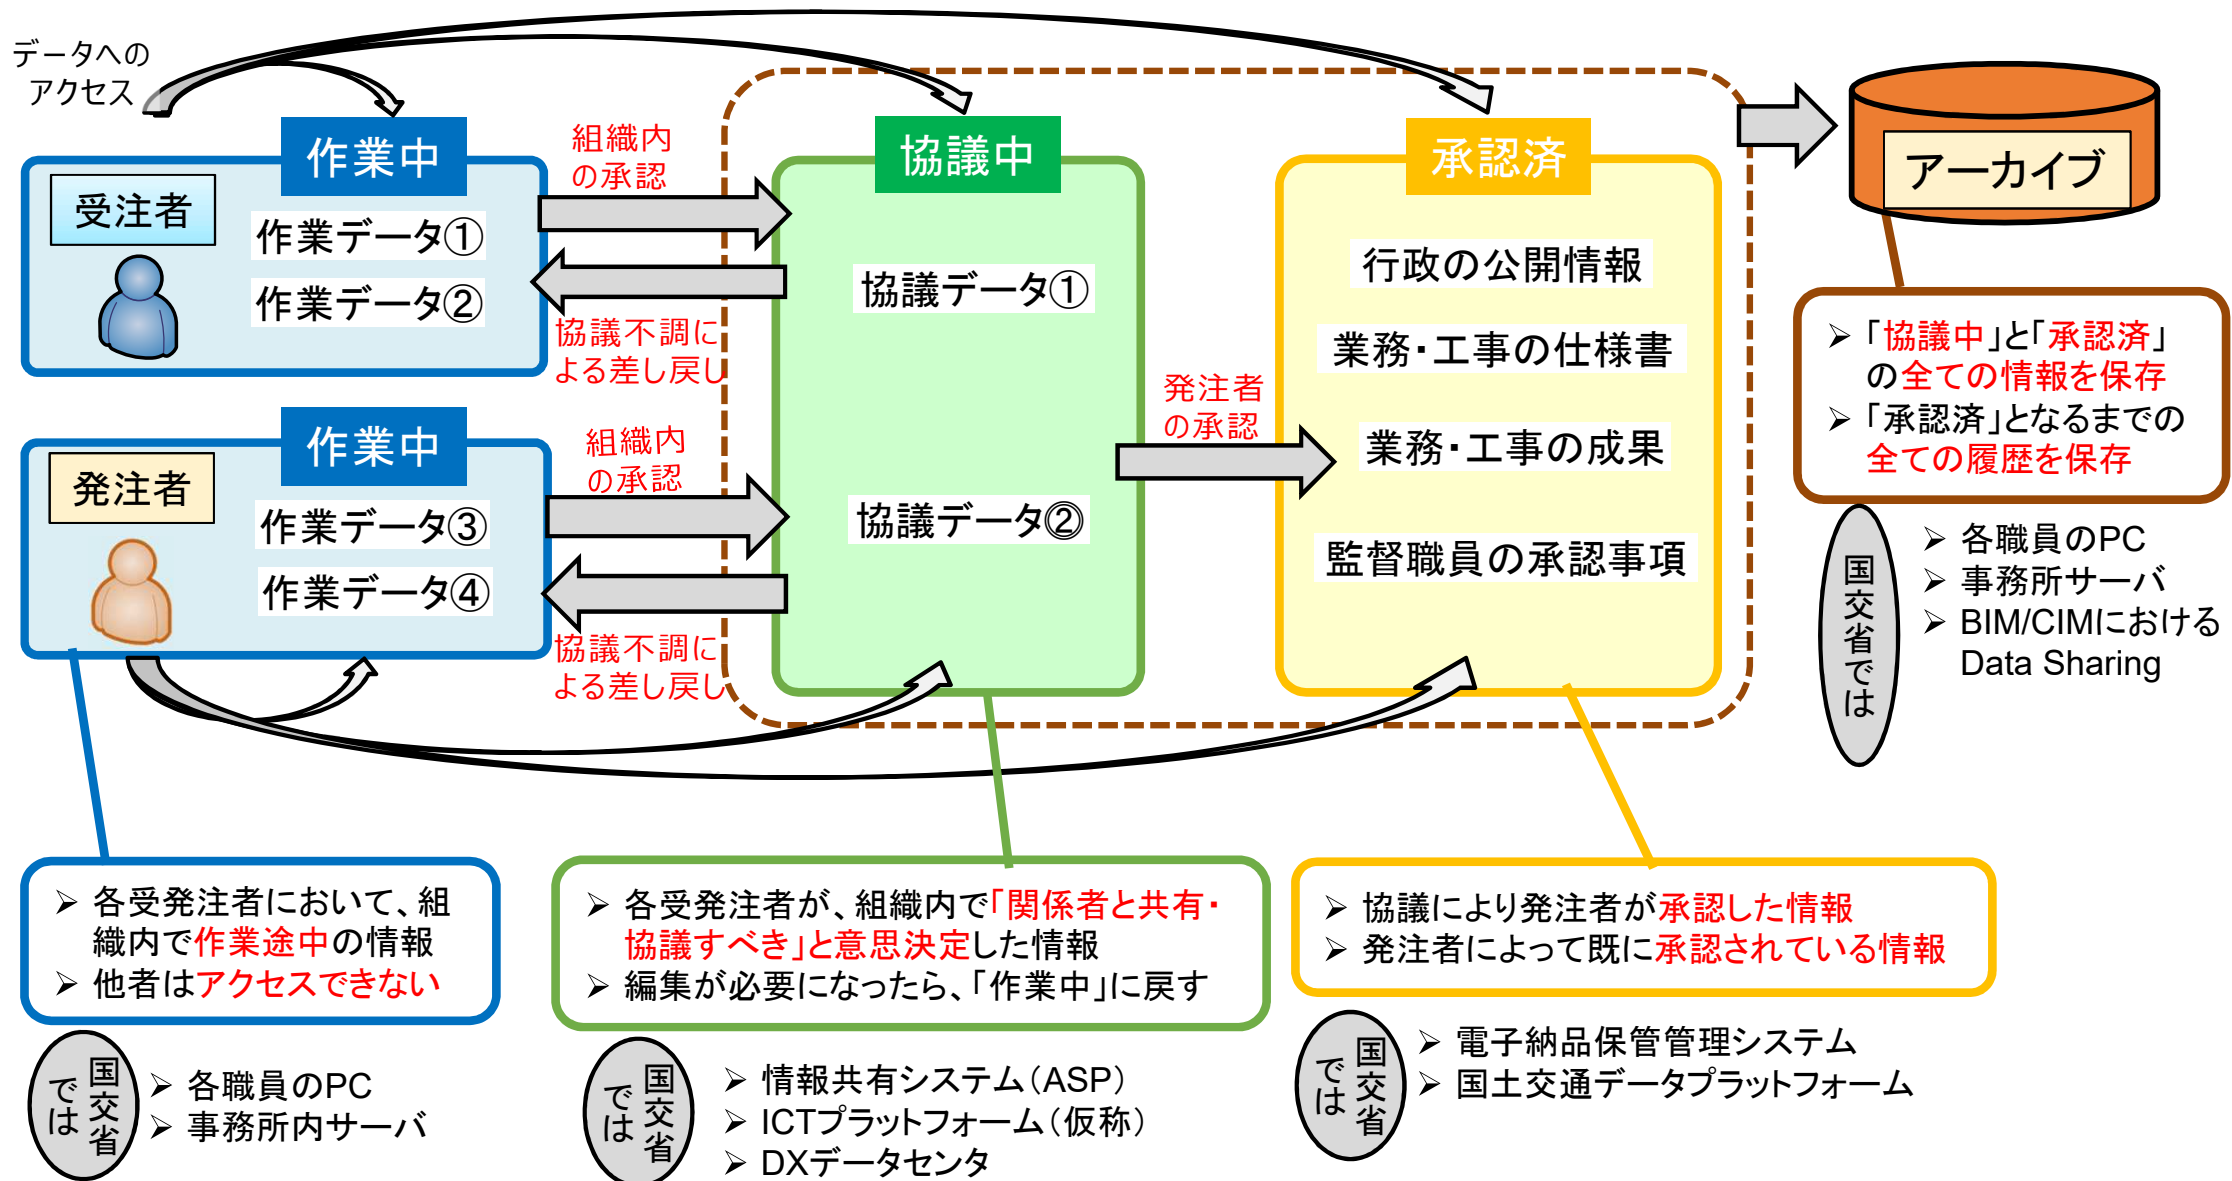 データへの
アクセス
作業中
受注者
作業データ①
作業データ②
組織内
の承認
協議不調に
よる差し戻し
作業中
発注者
作業データ③
作業データ④
組織内
の承認
協議不調に
よる差し戻し
協議中
協議データ①
協議データ②
発注者
の承認
承認済
行政の公開情報
業務・工事の仕様書
業務・工事の成果
監督職員の承認事項
アーカイブ
➢ 「協議中」と「承認済」
の全ての情報を保存
➢ 「承認済」となるまでの
全ての履歴を保存
国交省では
➢ 各職員のPC
➢ 事務所サーバ
➢ BIM/CIMにおける
Data Sharing
➢ 各受発注者において、組
織内で作業途中の情報
➢ 他者はアクセスできない
国交省
では
➢ 各職員のPC
➢ 事務所内サーバ
➢ 各受発注者が、組織内で「関係者と共有・
協議すべき」と意思決定した情報
➢ 編集が必要になったら、「作業中」に戻す
国交省
では
➢ 情報共有システム（ASP）
➢ ICTプラットフォーム（仮称）
➢ DXデータセンタ
➢ 協議により発注者が承認した情報
➢ 発注者によって既に承認されている情報
国交省
では
➢ 電子納品保管管理システム
➢ 国土交通データプラットフォーム